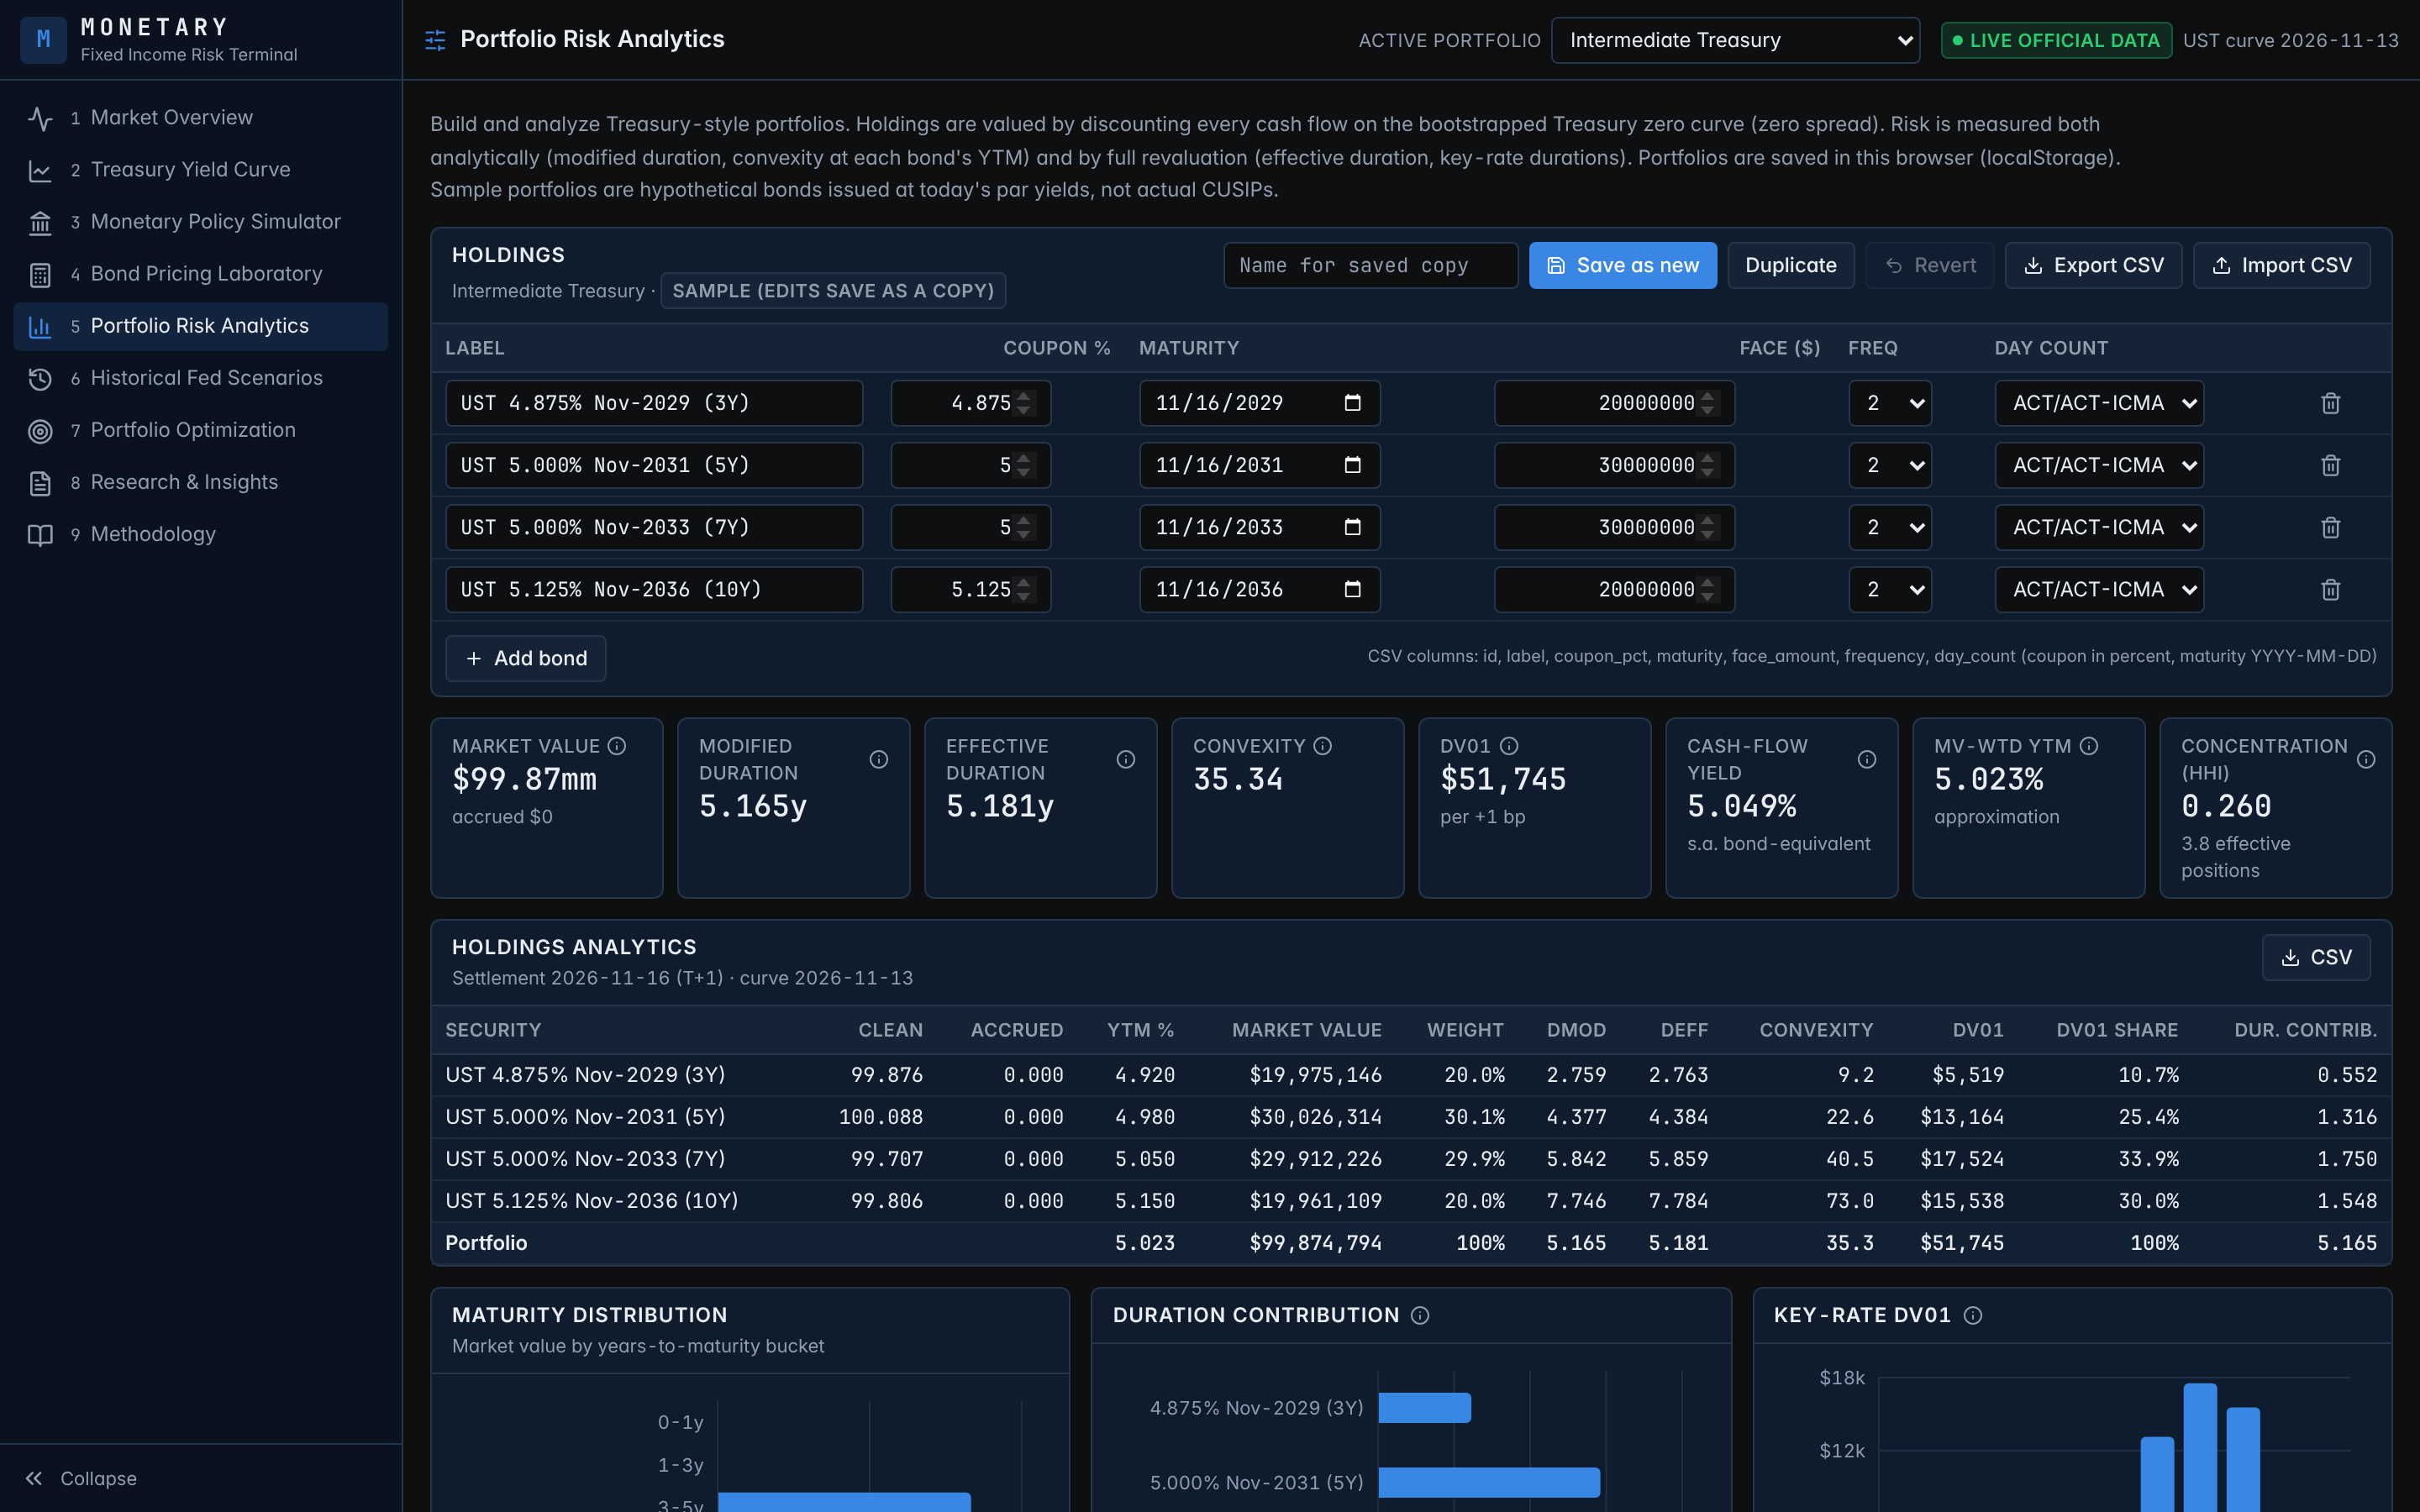 M
MONETARY
Fixed Income Risk Terminal
Portfolio Risk Analytics
ACTIVE PORTFOLIO
Intermediate Treasury
LIVE OFFICIAL DATA
UST curve 2026-11-13
1 Market Overview
2 Treasury Yield Curve
3 Monetary Policy Simulator
4 Bond Pricing Laboratory
5 Portfolio Risk Analytics
6 Historical Fed Scenarios
7 Portfolio Optimization
8 Research & Insights
9 Methodology
Collapse
Build and analyze Treasury-style portfolios. Holdings are valued by discounting every cash flow on the bootstrapped Treasury zero curve (zero spread). Risk is measured both
analytically (modified duration, convexity at each bond's YTM) and by full revaluation (effective duration, key-rate durations). Portfolios are saved in this browser (localStorage).
Sample portfolios are hypothetical bonds issued at today's par yields, not actual CUSIPs.
HOLDINGS
Intermediate Treasury · SAMPLE (EDITS SAVE AS A COPY)
Name for saved copy
Save as new
Duplicate
Revert
Export CSV
Import CSV
LABEL COUPON % MATURITY FACE ($) FREQ DAY COUNT
UST 4.875% Nov-2029 (3Y) 4.875 11/16/2029 20000000 2 ACT/ACT-ICMA
UST 5.000% Nov-2031 (5Y) 5 11/16/2031 30000000 2 ACT/ACT-ICMA
UST 5.000% Nov-2033 (7Y) 5 11/16/2033 30000000 2 ACT/ACT-ICMA
UST 5.125% Nov-2036 (10Y) 5.125 11/16/2036 20000000 2 ACT/ACT-ICMA
+ Add bond
CSV columns: id, label, coupon_pct, maturity, face_amount, frequency, day_count (coupon in percent, maturity YYYY-MM-DD)
MARKET VALUE
$99.87mm
accrued $0
MODIFIED
DURATION
5.165y
EFFECTIVE
DURATION
5.181y
CONVEXITY
35.34
DV01
$51,745
per +1 bp
CASH-FLOW
YIELD
5.049%
s.a. bond-equivalent
MV-WTD YTM
5.023%
approximation
CONCENTRATION
(HHI)
0.260
3.8 effective
positions
HOLDINGS ANALYTICS
Settlement 2026-11-16 (T+1) · curve 2026-11-13
CSV
SECURITY CLEAN ACCRUED YTM % MARKET VALUE WEIGHT DMOD DEFF CONVEXITY DV01 DV01 SHARE DUR. CONTRIB.
UST 4.875% Nov-2029 (3Y) 99.876 0.000 4.920 $19,975,146 20.0% 2.759 2.763 9.2 $5,519 10.7% 0.552
UST 5.000% Nov-2031 (5Y) 100.088 0.000 4.980 $30,026,314 30.1% 4.377 4.384 22.6 $13,164 25.4% 1.316
UST 5.000% Nov-2033 (7Y) 99.707 0.000 5.050 $29,912,226 29.9% 5.842 5.859 40.5 $17,524 33.9% 1.750
UST 5.125% Nov-2036 (10Y) 99.806 0.000 5.150 $19,961,109 20.0% 7.746 7.784 73.0 $15,538 30.0% 1.548
Portfolio 5.023 $99,874,794 100% 5.165 5.181 35.3 $51,745 100% 5.165
MATURITY DISTRIBUTION
Market value by years-to-maturity bucket
0-1y
1-3y
3-5y
DURATION CONTRIBUTION
4.875% Nov-2029 (3Y)
5.000% Nov-2031 (5Y)
KEY-RATE DV01
$18k
$12k